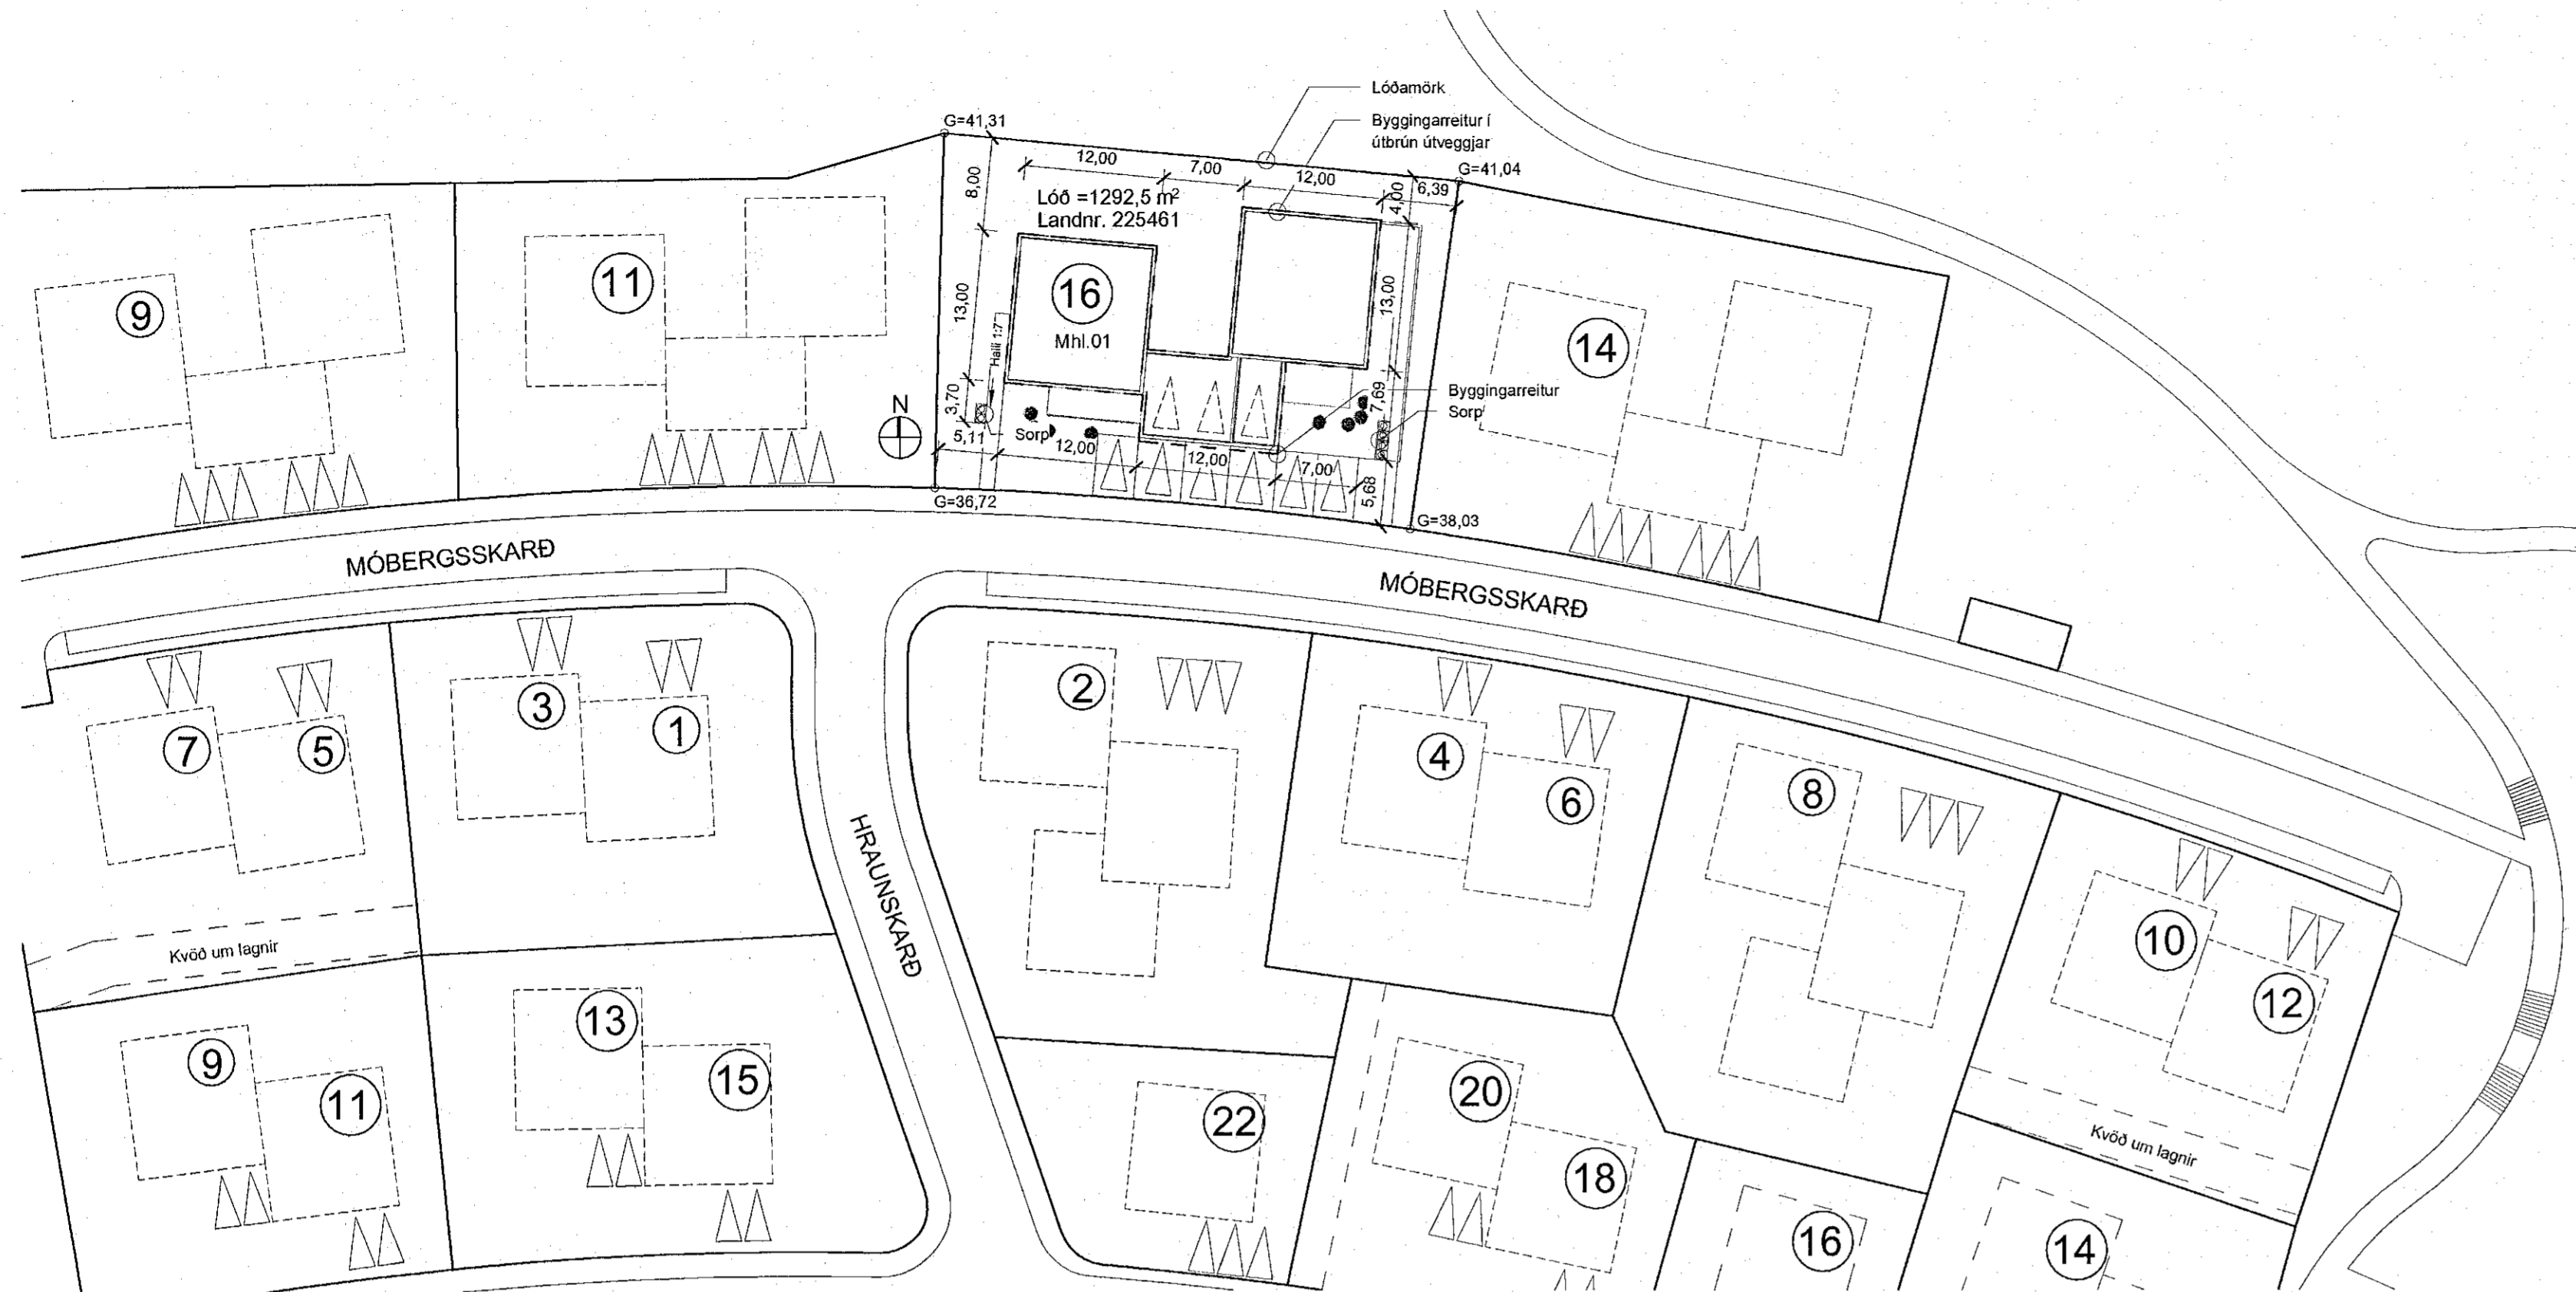 Lóðamörk
G=41,31
Byggingarreitur í
útbrún útveggjar
12,00
7,00
12,00
G=41,04
8,00
6,39
4,00
Lóð =1292,5 m²
Landnr. 225461
9
11
16
Mhl.01
13,00
13,00
Halli 1:7
14
3,70
7,69
Byggingarreitur
Sorp
N
Sorp
5,11
12,00
12,00
7,00
5,68
G=36,72
G=38,03
MÓBERGSSKARÐ
MÓBERGSSKARÐ
7
5
3
1
2
4
6
8
10
12
HRAUNSKARÐ
Kvöð um lagnir
9
11
13
15
22
20
18
16
14
Kvöð um lagnir